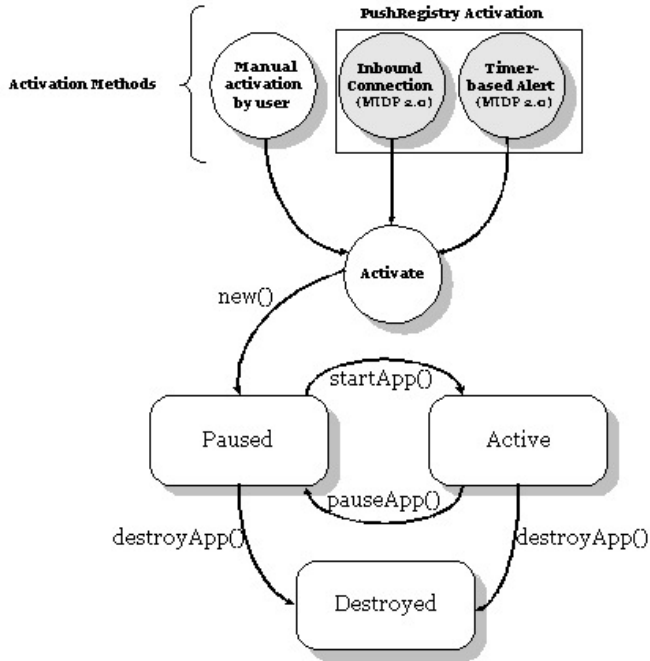 PushRegistry Activation
Activation Methods
Manual
activation
by user
Inbound
Connection
(MIDP 2.0)
Timer-
based Alert
(MIDP 2.0)
Activate
new()
startApp()
Paused
Active
pauseApp()
destroyApp()
destroyApp()
Destroyed